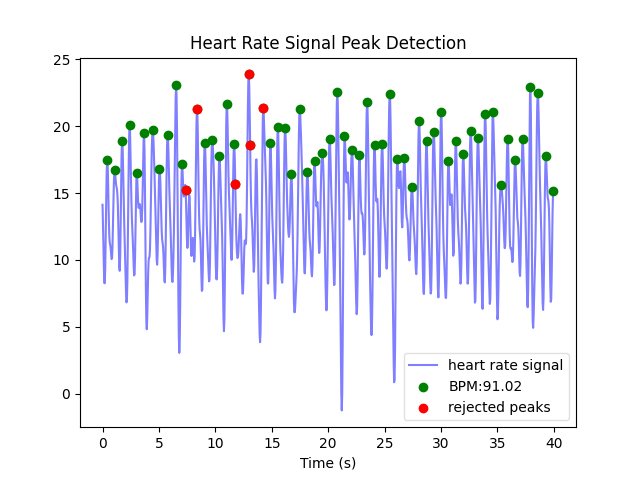 Heart Rate Signal Peak Detection
25
20
15
10
5
0
heart rate signal
BPM:91.02
rejected peaks
0 5 10 15 20 25 30 35 40
Time (s)